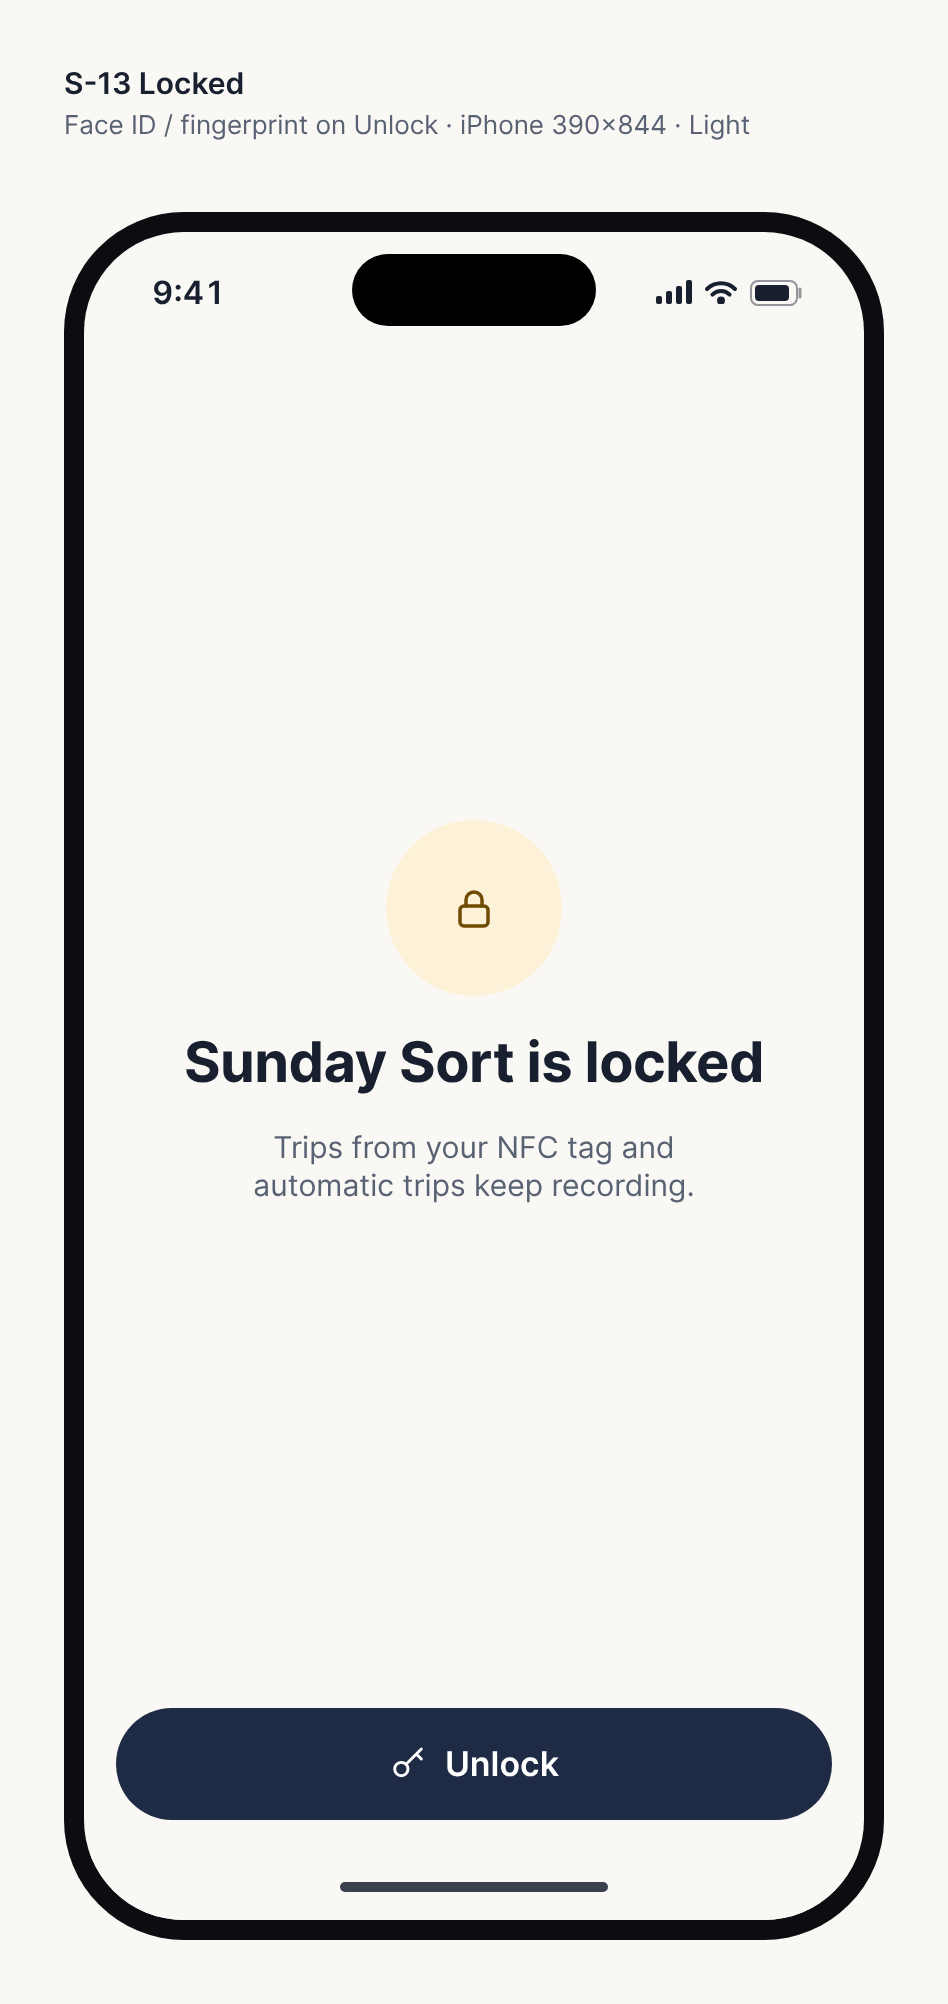 S-13 Locked
Face ID / fingerprint on Unlock · iPhone 390×844 · Light
9:41
Sunday Sort is locked
Trips from your NFC tag and
automatic trips keep recording.
Unlock